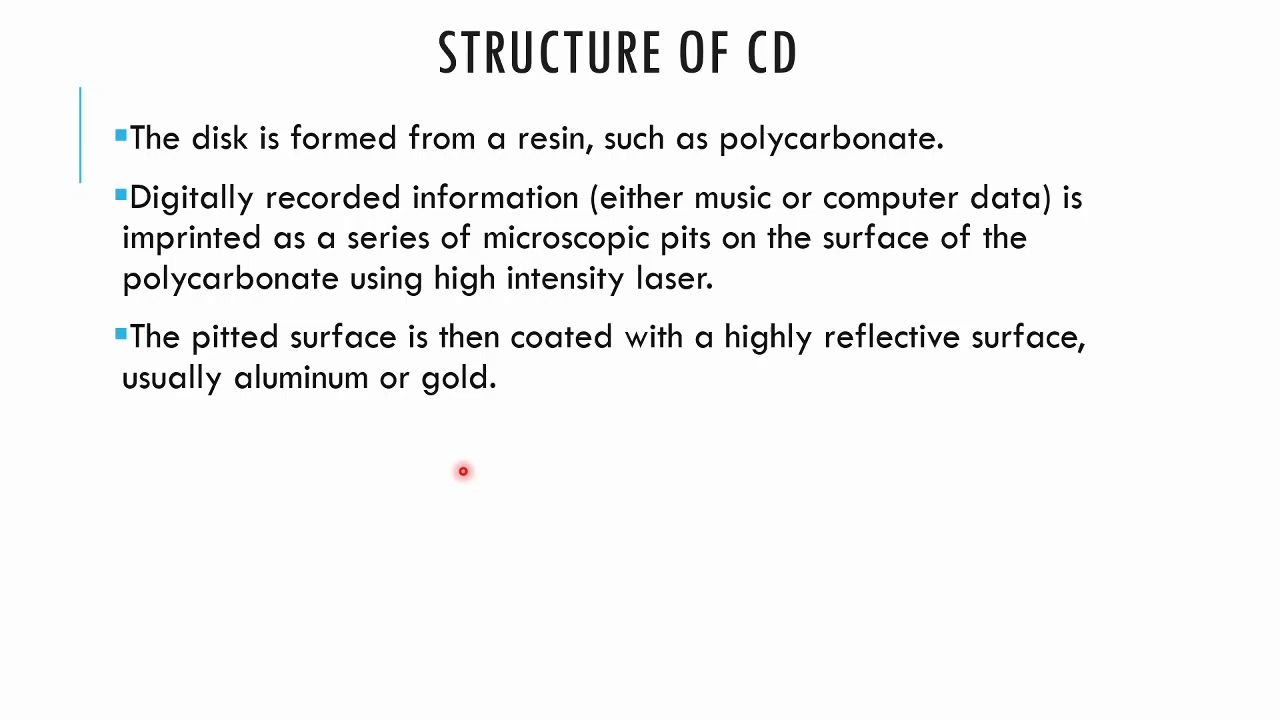 STRUCTURE OF CD
▪The disk is formed from a resin, such as polycarbonate.
▪Digitally recorded information (either music or computer data) is
imprinted as a series of microscopic pits on the surface of the
polycarbonate using high intensity laser.
▪The pitted surface is then coated with a highly reflective surface,
usually aluminum or gold.